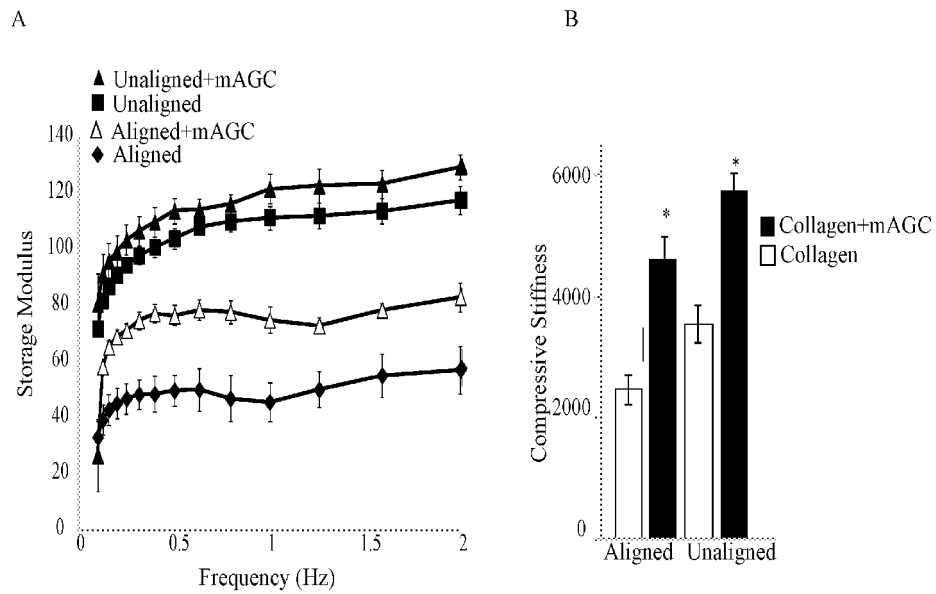 A
B
Unaligned+mAGC
Unaligned
Aligned+mAGC
Aligned
140
120
100
80
60
40
20
0
Storage Modulus
0 0.5 1 1.5 2
Frequency (Hz)
6000
4000
2000
0
Compressive Stiffness
*
*
Collagen+mAGC
Collagen
Aligned Unaligned